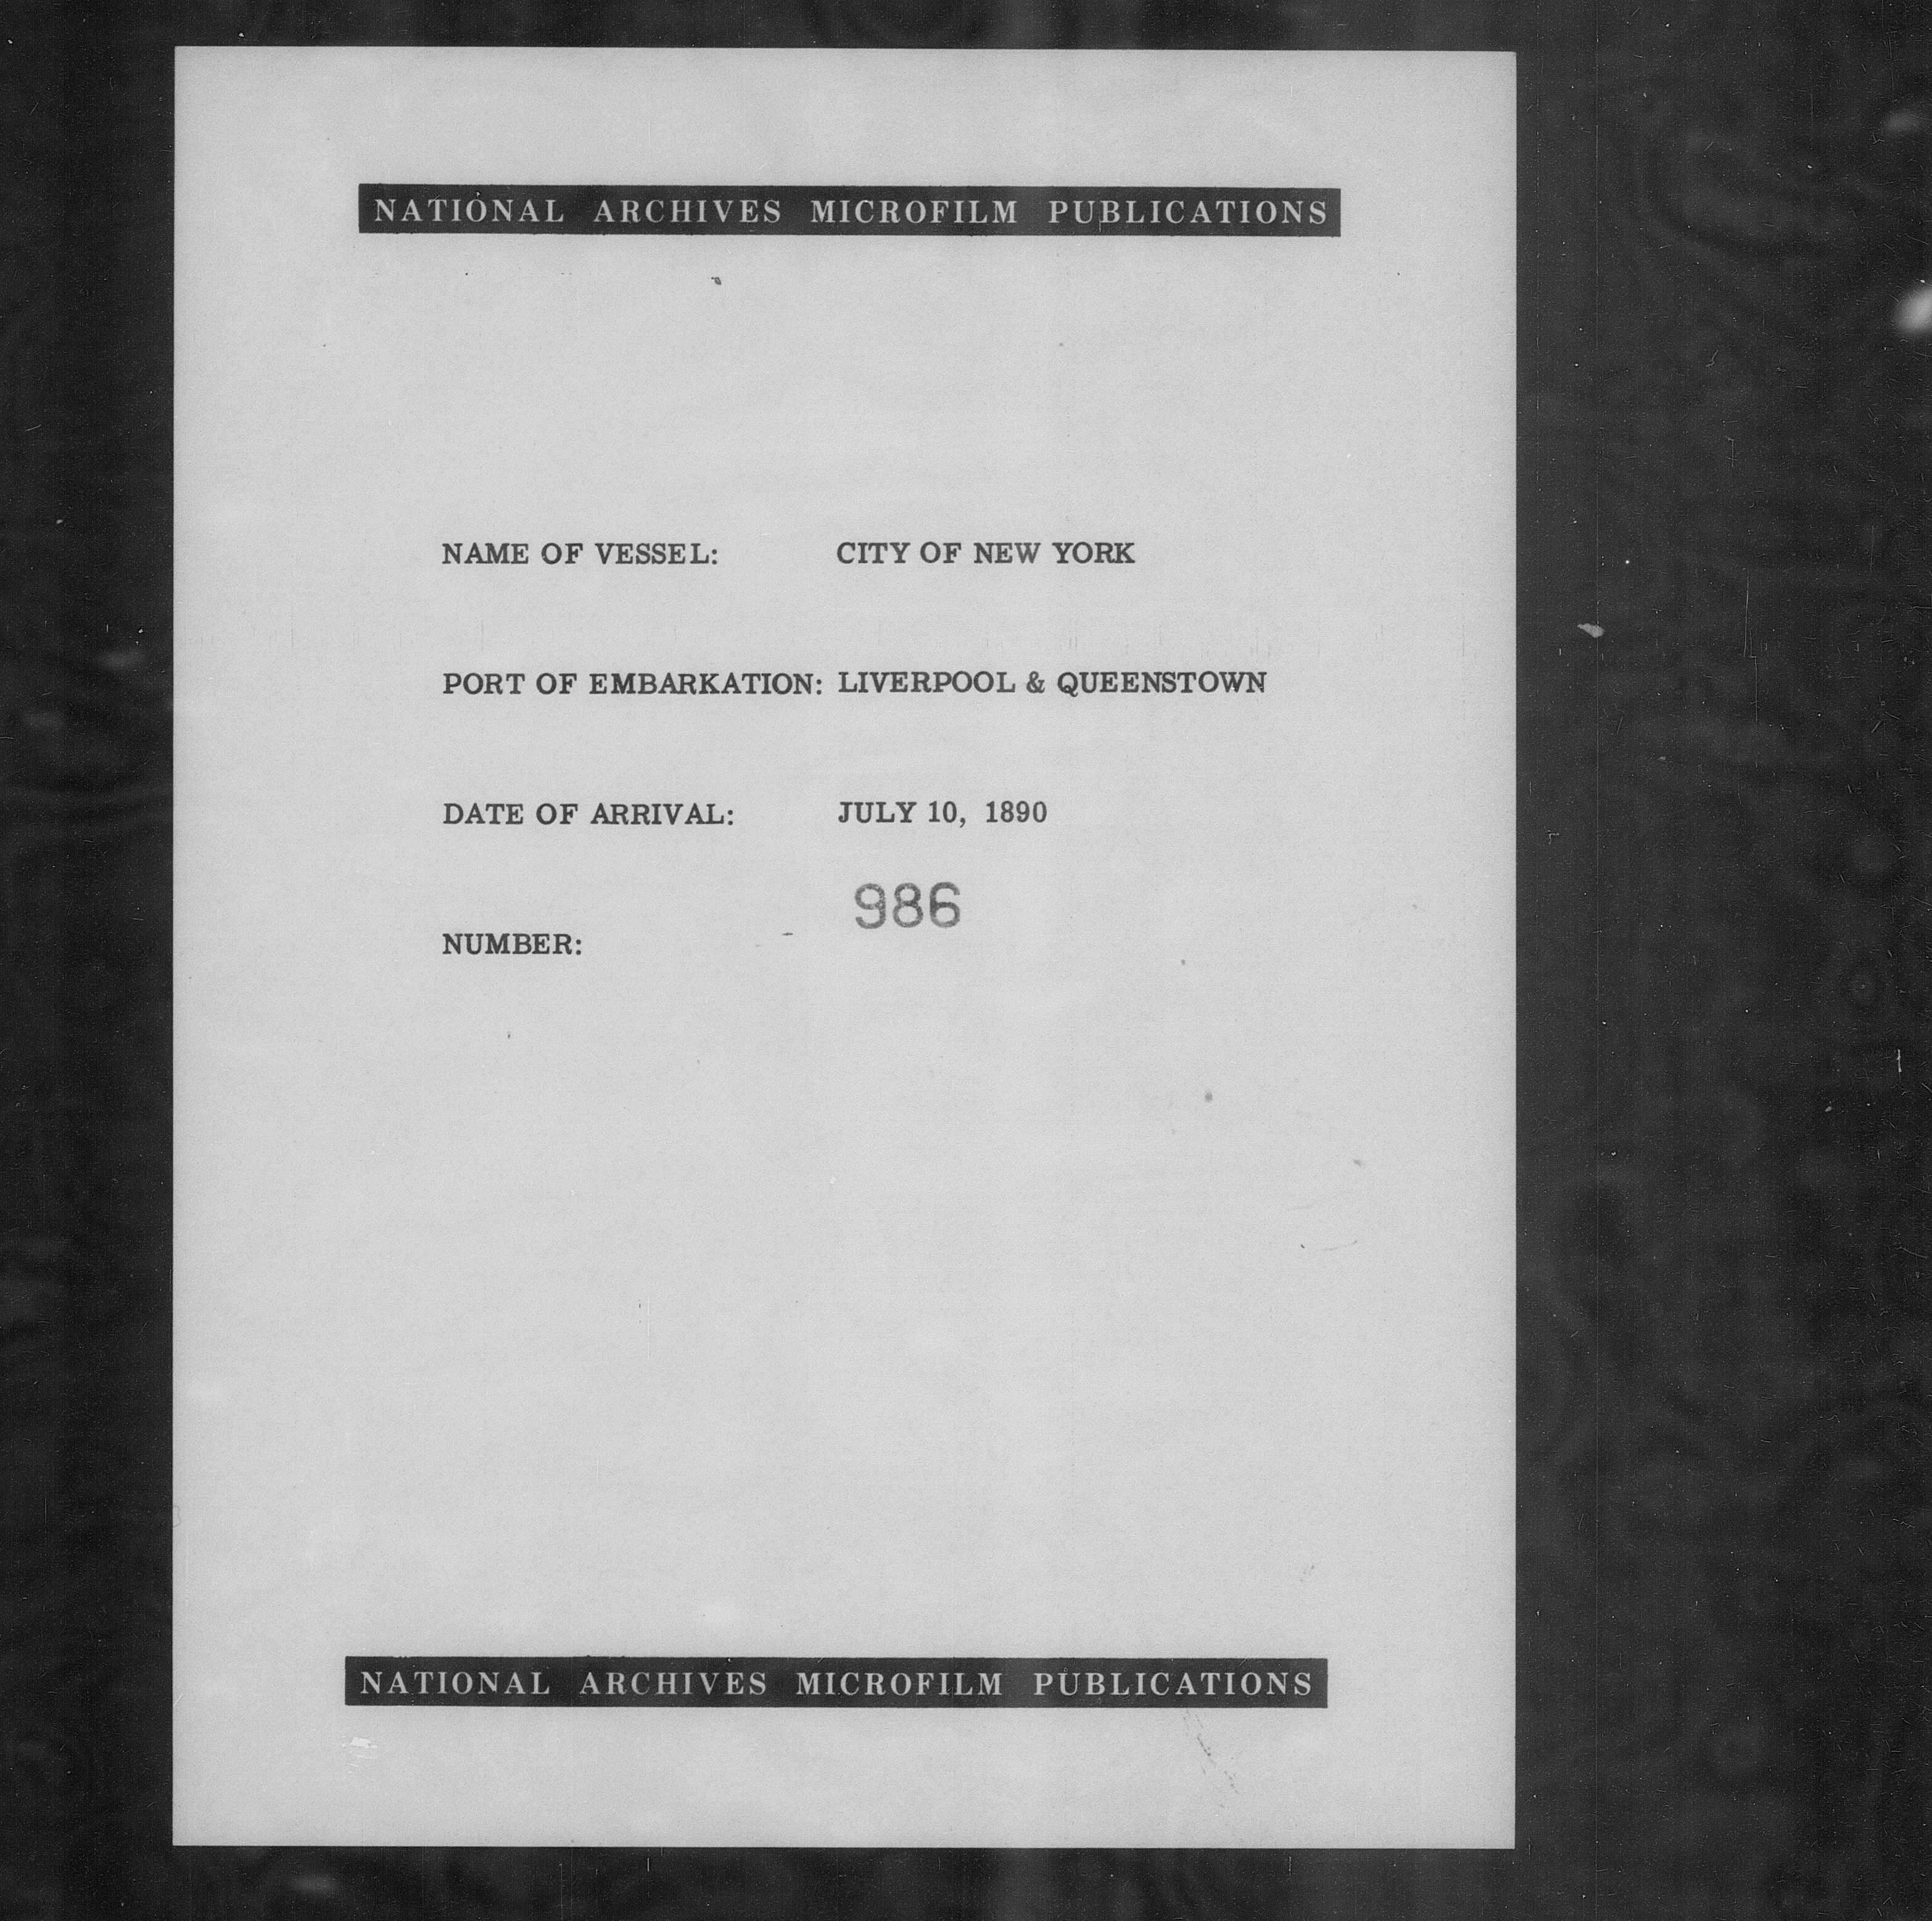 NATIONAL ARCHIVES MICROFILM PUBLICATIONS
NAME OF VESSEL: CITY OF NEW YORK
PORT OF EMBARKATION: LIVERPOOL & QUEENSTOWN
DATE OF ARRIVAL: JULY 10, 1890
986
NUMBER:
NATIONAL ARCHIVES MICROFILM PUBLICATIONS